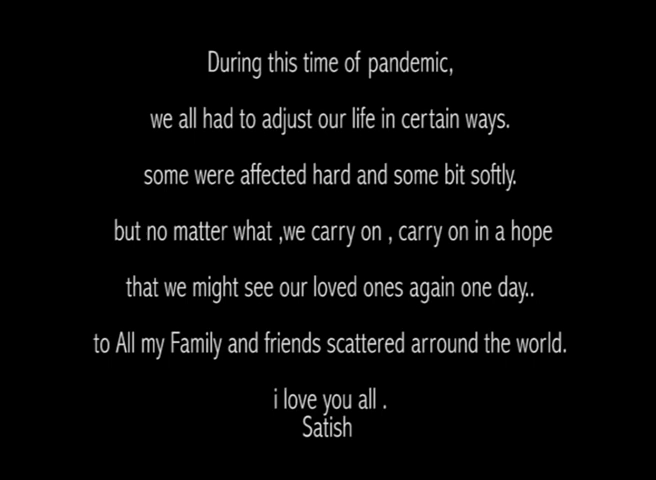 During this time of pandemic,
we all had to adjust our life in certain ways.
some were affected hard and some bit softly.
but no matter what ,we carry on , carry on in a hope
that we might see our loved ones again one day..
to All my Family and friends scattered arround the world.
i love you all .
Satish